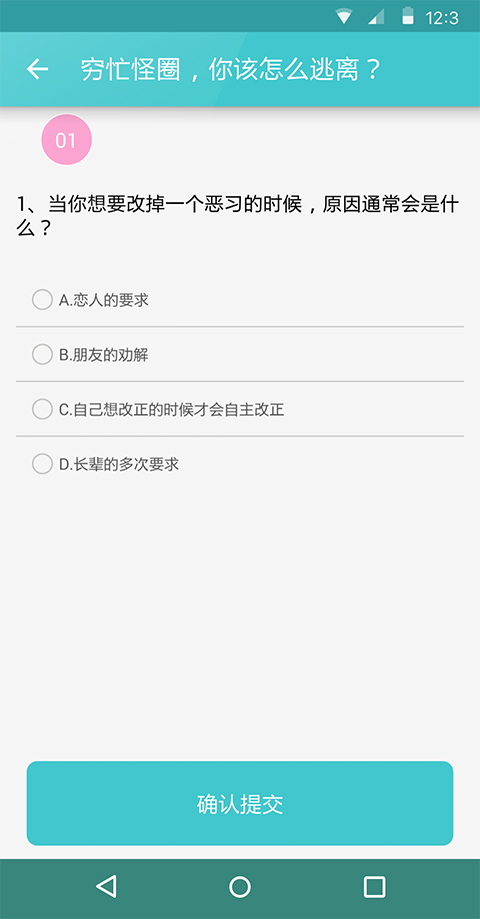 12:3
穷忙怪圈，你该怎么逃离？
01
1、当你想要改掉一个恶习的时候，原因通常会是什
么？
A.恋人的要求
B.朋友的劝解
C.自己想改正的时候才会自主改正
D.长辈的多次要求
确认提交